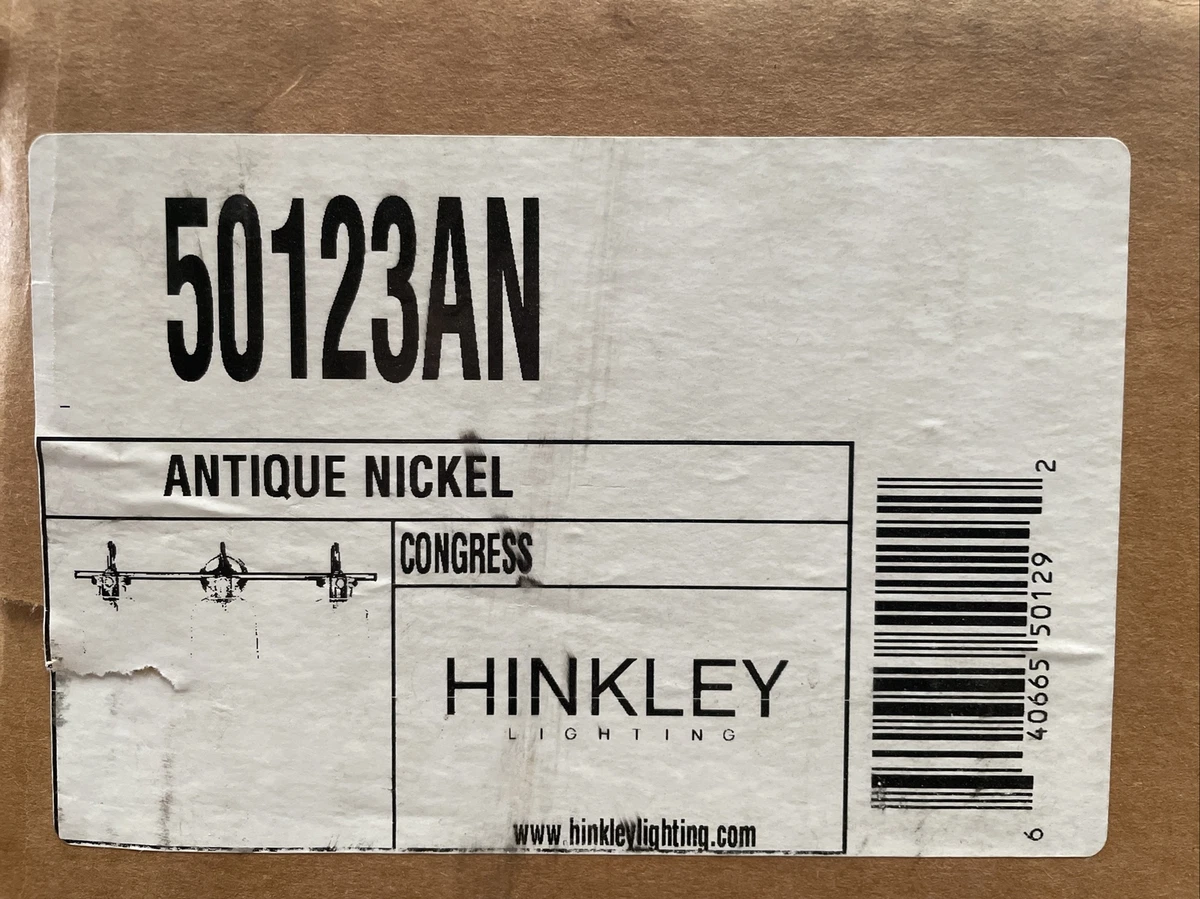 50123AN
ANTIQUE NICKEL
CONGRESS
HINKLEY
LIGHTING
www.hinkleylighting.com
6 40665 50129 2